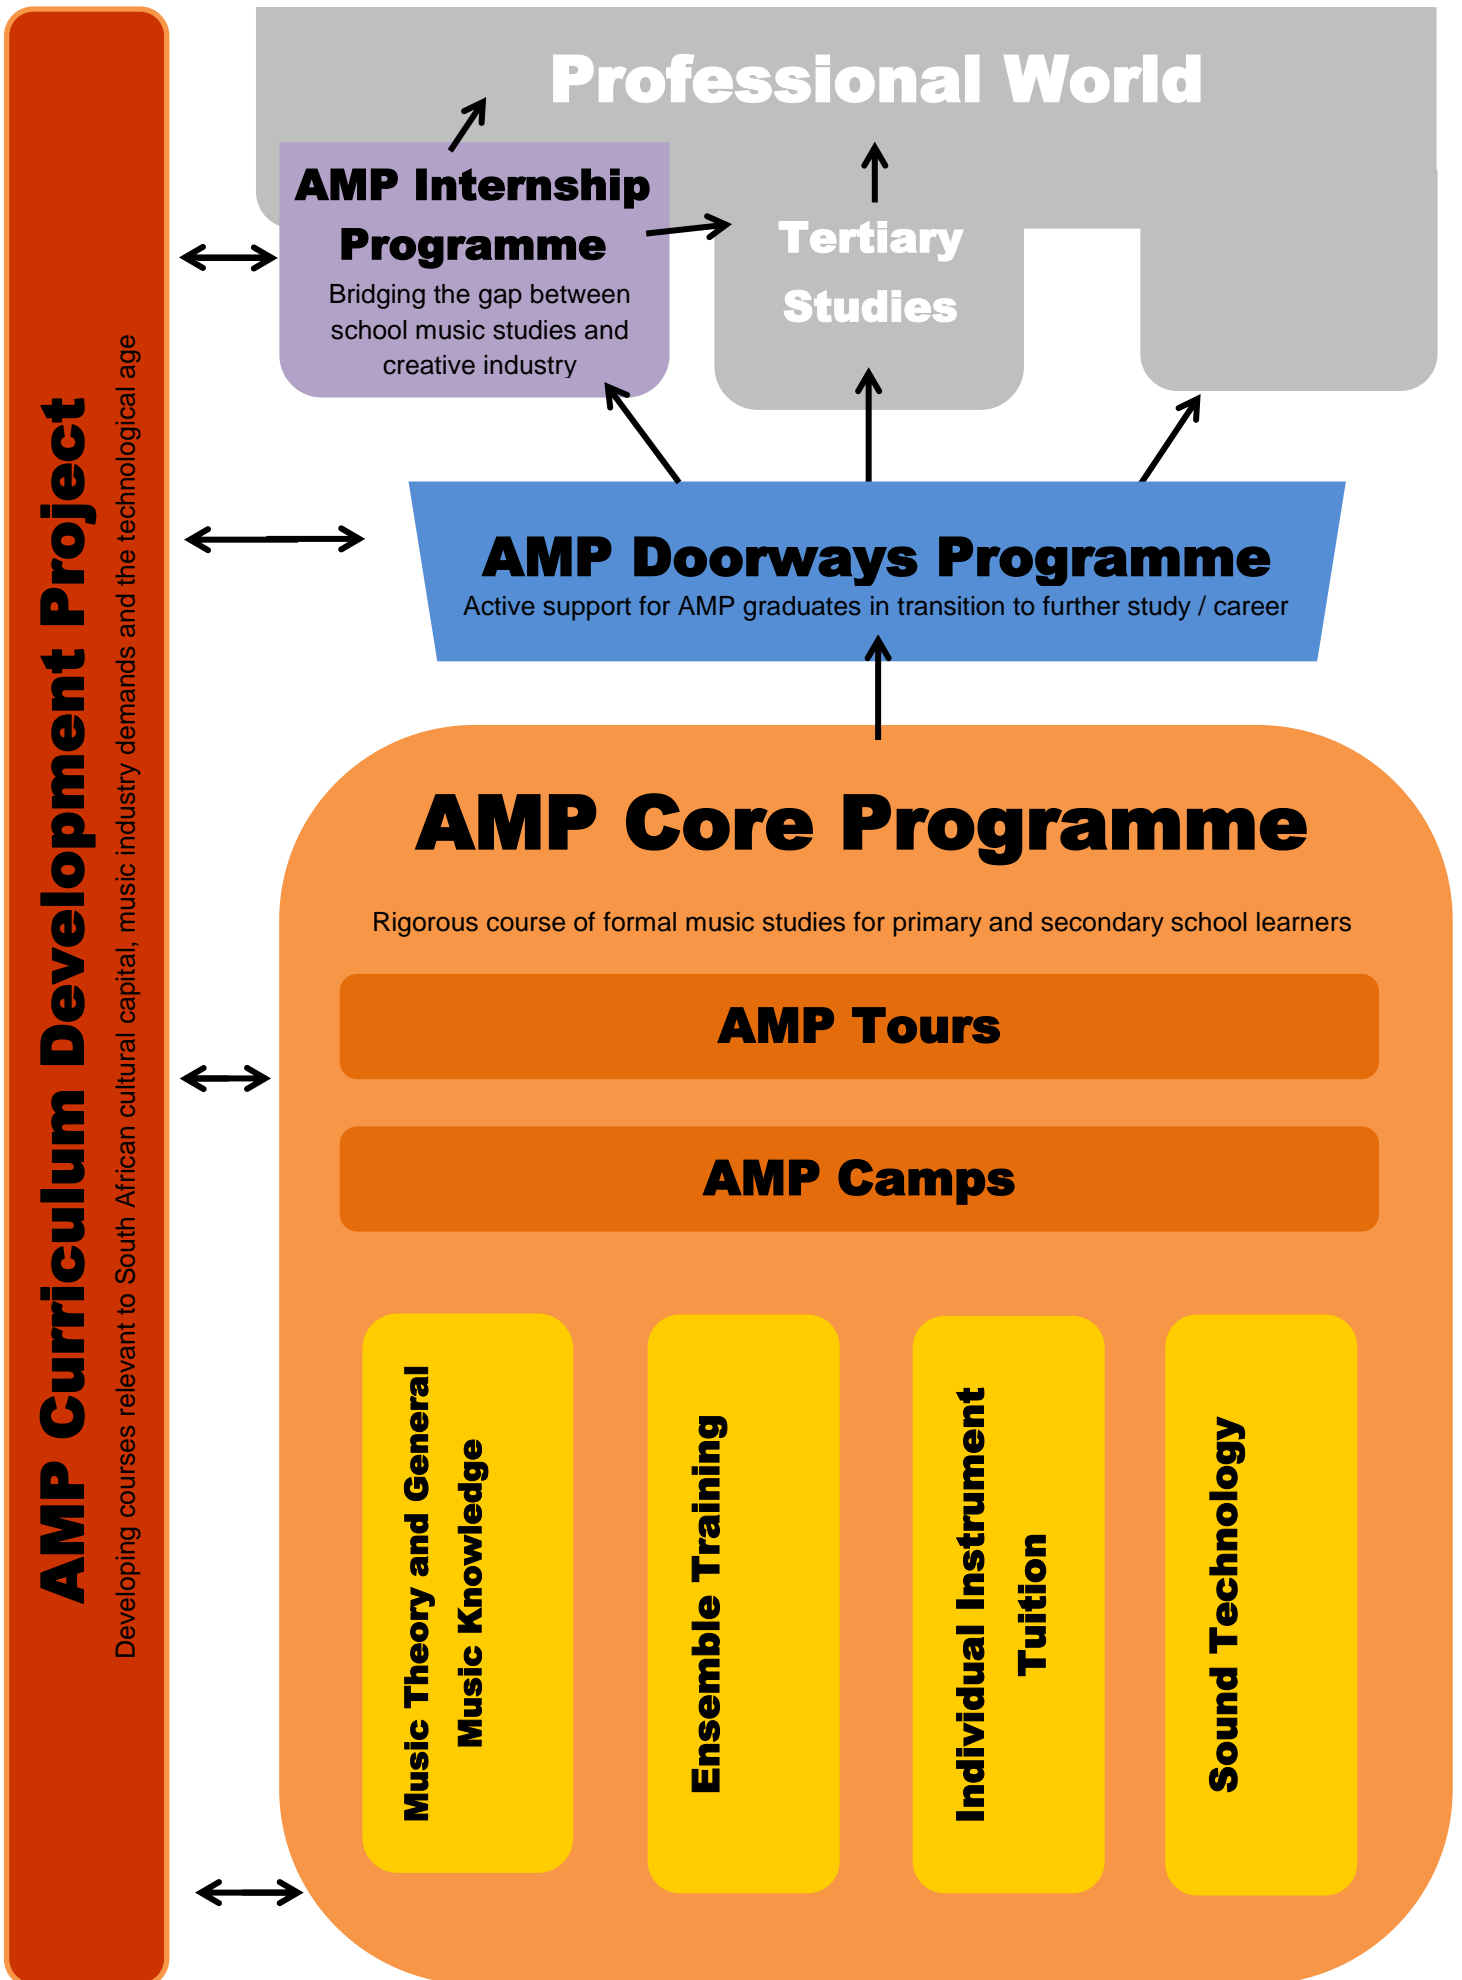 Professional World
AMP Internship
Programme
Bridging the gap between
school music studies and
creative industry
Tertiary
Studies
AMP Doorways Programme
Active support for AMP graduates in transition to further study / career
AMP Core Programme
Rigorous course of formal music studies for primary and secondary school learners
AMP Tours
AMP Camps
Music Theory and General
Music Knowledge
Ensemble Training
Individual Instrument
Tuition
Sound Technology
AMP Curriculum Development Project
Developing courses relevant to South African cultural capital, music industry demands and the technological age